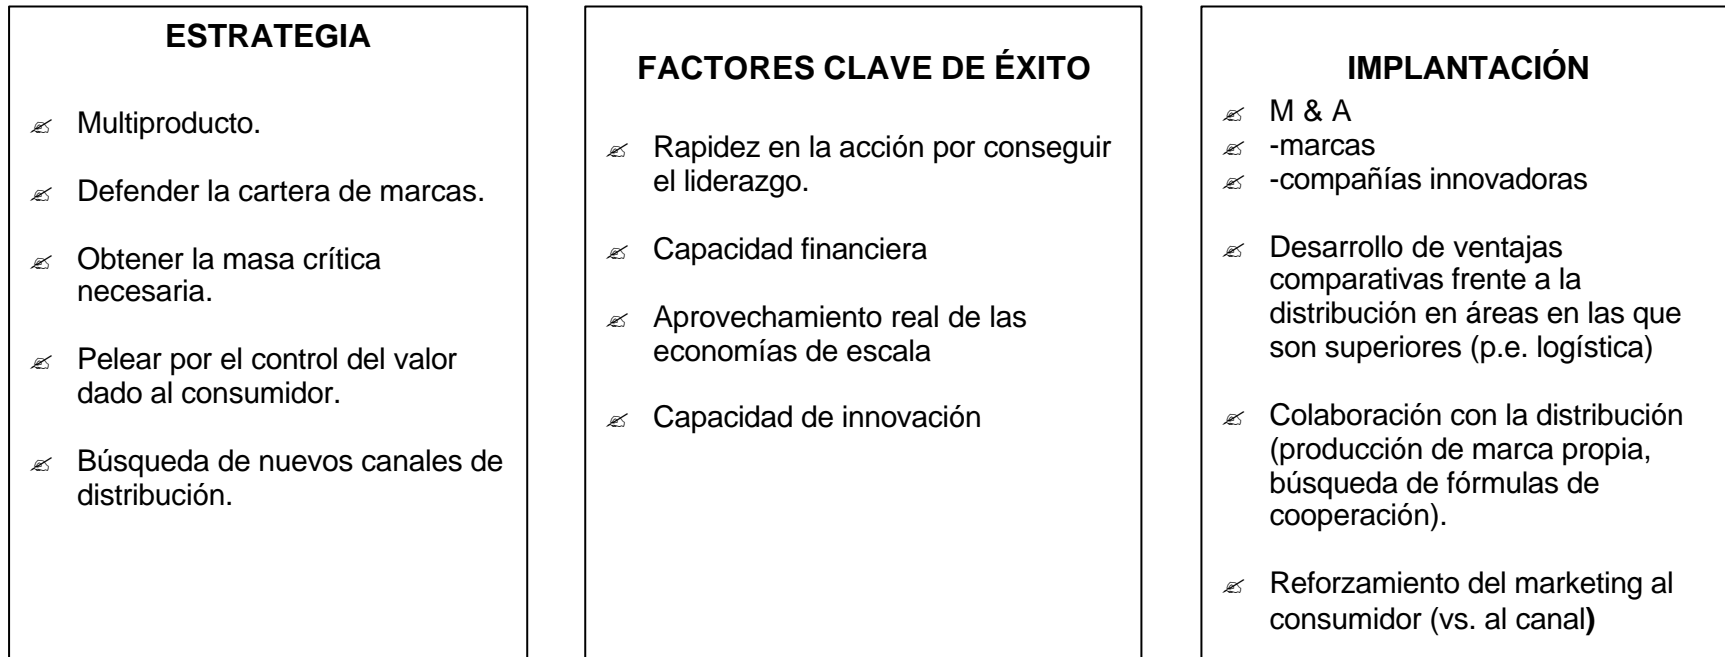 ESTRATEGIA
Multiproducto.
Defender la cartera de marcas.
Obtener la masa crítica
necesaria.
Pelear por el control del valor
dado al consumidor.
Búsqueda de nuevos canales de
distribución.
FACTORES CLAVE DE ÉXITO
Rapidez en la acción por conseguir
el liderazgo.
Capacidad financiera
Aprovechamiento real de las
economías de escala
Capacidad de innovación
IMPLANTACIÓN
M & A
-marcas
-compañías innovadoras
Desarrollo de ventajas
comparativas frente a la
distribución en áreas en las que
son superiores (p.e. logística)
Colaboración con la distribución
(producción de marca propia,
búsqueda de fórmulas de
cooperación).
Reforzamiento del marketing al
consumidor (vs. al canal)